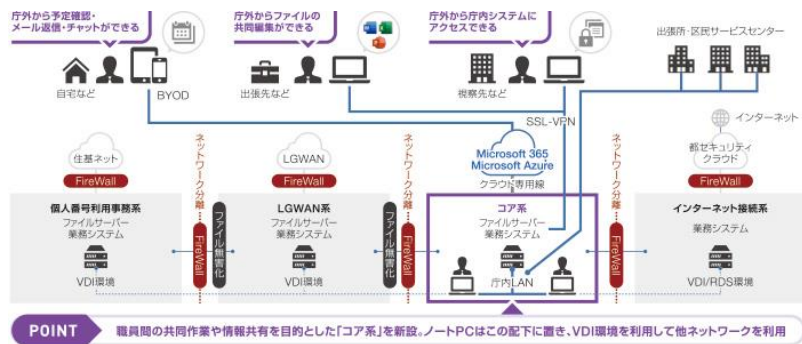 庁外から予定確認・
メール返信・チャットができる
庁外からファイルの
共同編集ができる
庁外から庁内システムに
アクセスできる
出張所・区民サービスセンター
自宅など
BYOD
出張先など
視察先など
SSL-VPN
インターネット
住基ネット
FireWall
ネットワーク分離
LGWAN
FireWall
ネットワーク分離
Microsoft 365
Microsoft Azure
クラウド専用線
ネットワーク分離
都セキュリティ
クラウド
FireWall
個人番号利用事務系
ファイルサーバー
業務システム
VDI環境
FireWall
ファイル無害化
LGWAN系
ファイルサーバー
業務システム
VDI環境
ファイル無害化
FireWall
コア系
ファイルサーバー
業務システム
庁内LAN
FireWall
インターネット接続系
業務システム
VDI/RDS環境
POINT
職員間の共同作業や情報共有を目的とした「コア系」を新設。ノートPCはこの配下に置き、VDI環境を利用して他ネットワークを利用